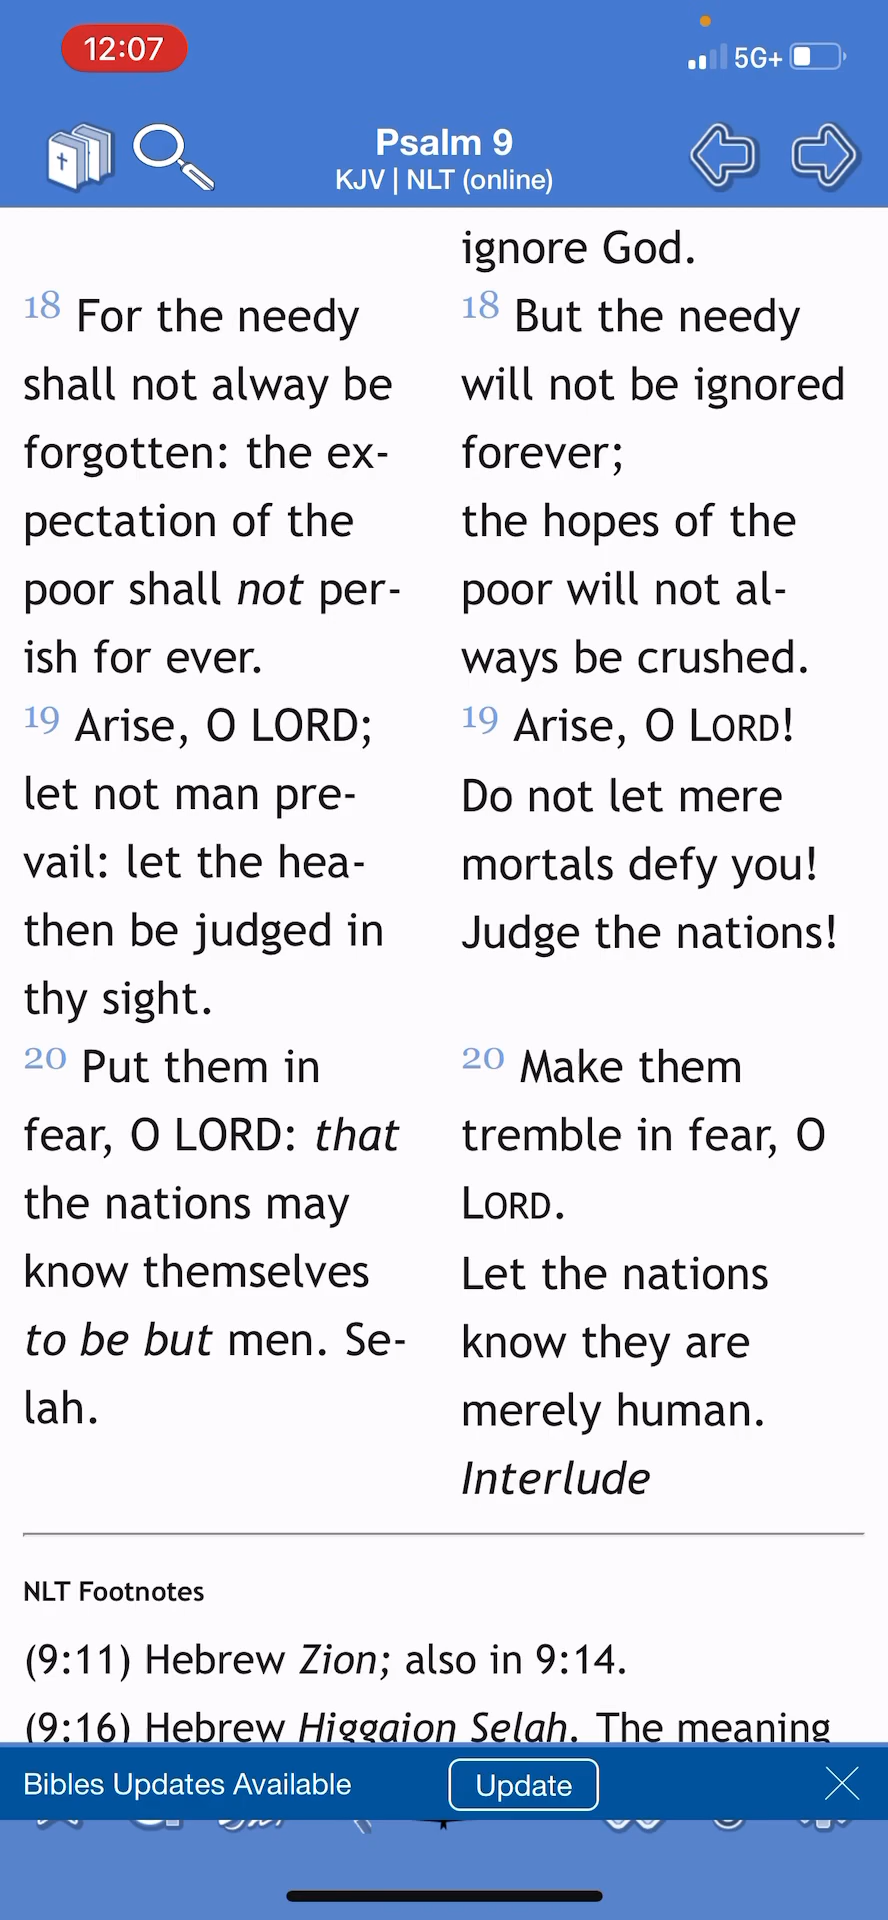 12:07
5G+
Psalm 9
KJV | NLT (online)
ignore God.
18 For the needy
shall not alway be
forgotten: the ex-
pectation of the
poor shall not per-
ish for ever.
19 Arise, O LORD;
let not man pre-
vail: let the hea-
then be judged in
thy sight.
20 Put them in
fear, O LORD: that
the nations may
know themselves
to be but men. Se-
lah.
18 But the needy
will not be ignored
forever;
the hopes of the
poor will not al-
ways be crushed.
19 Arise, O LORD!
Do not let mere
mortals defy you!
Judge the nations!
20 Make them
tremble in fear, O
LORD.
Let the nations
know they are
merely human.
Interlude
NLT Footnotes
(9:11) Hebrew Zion; also in 9:14.
(9:16) Hebrew Higgaion Selah. The meaning
Bibles Updates Available
Update